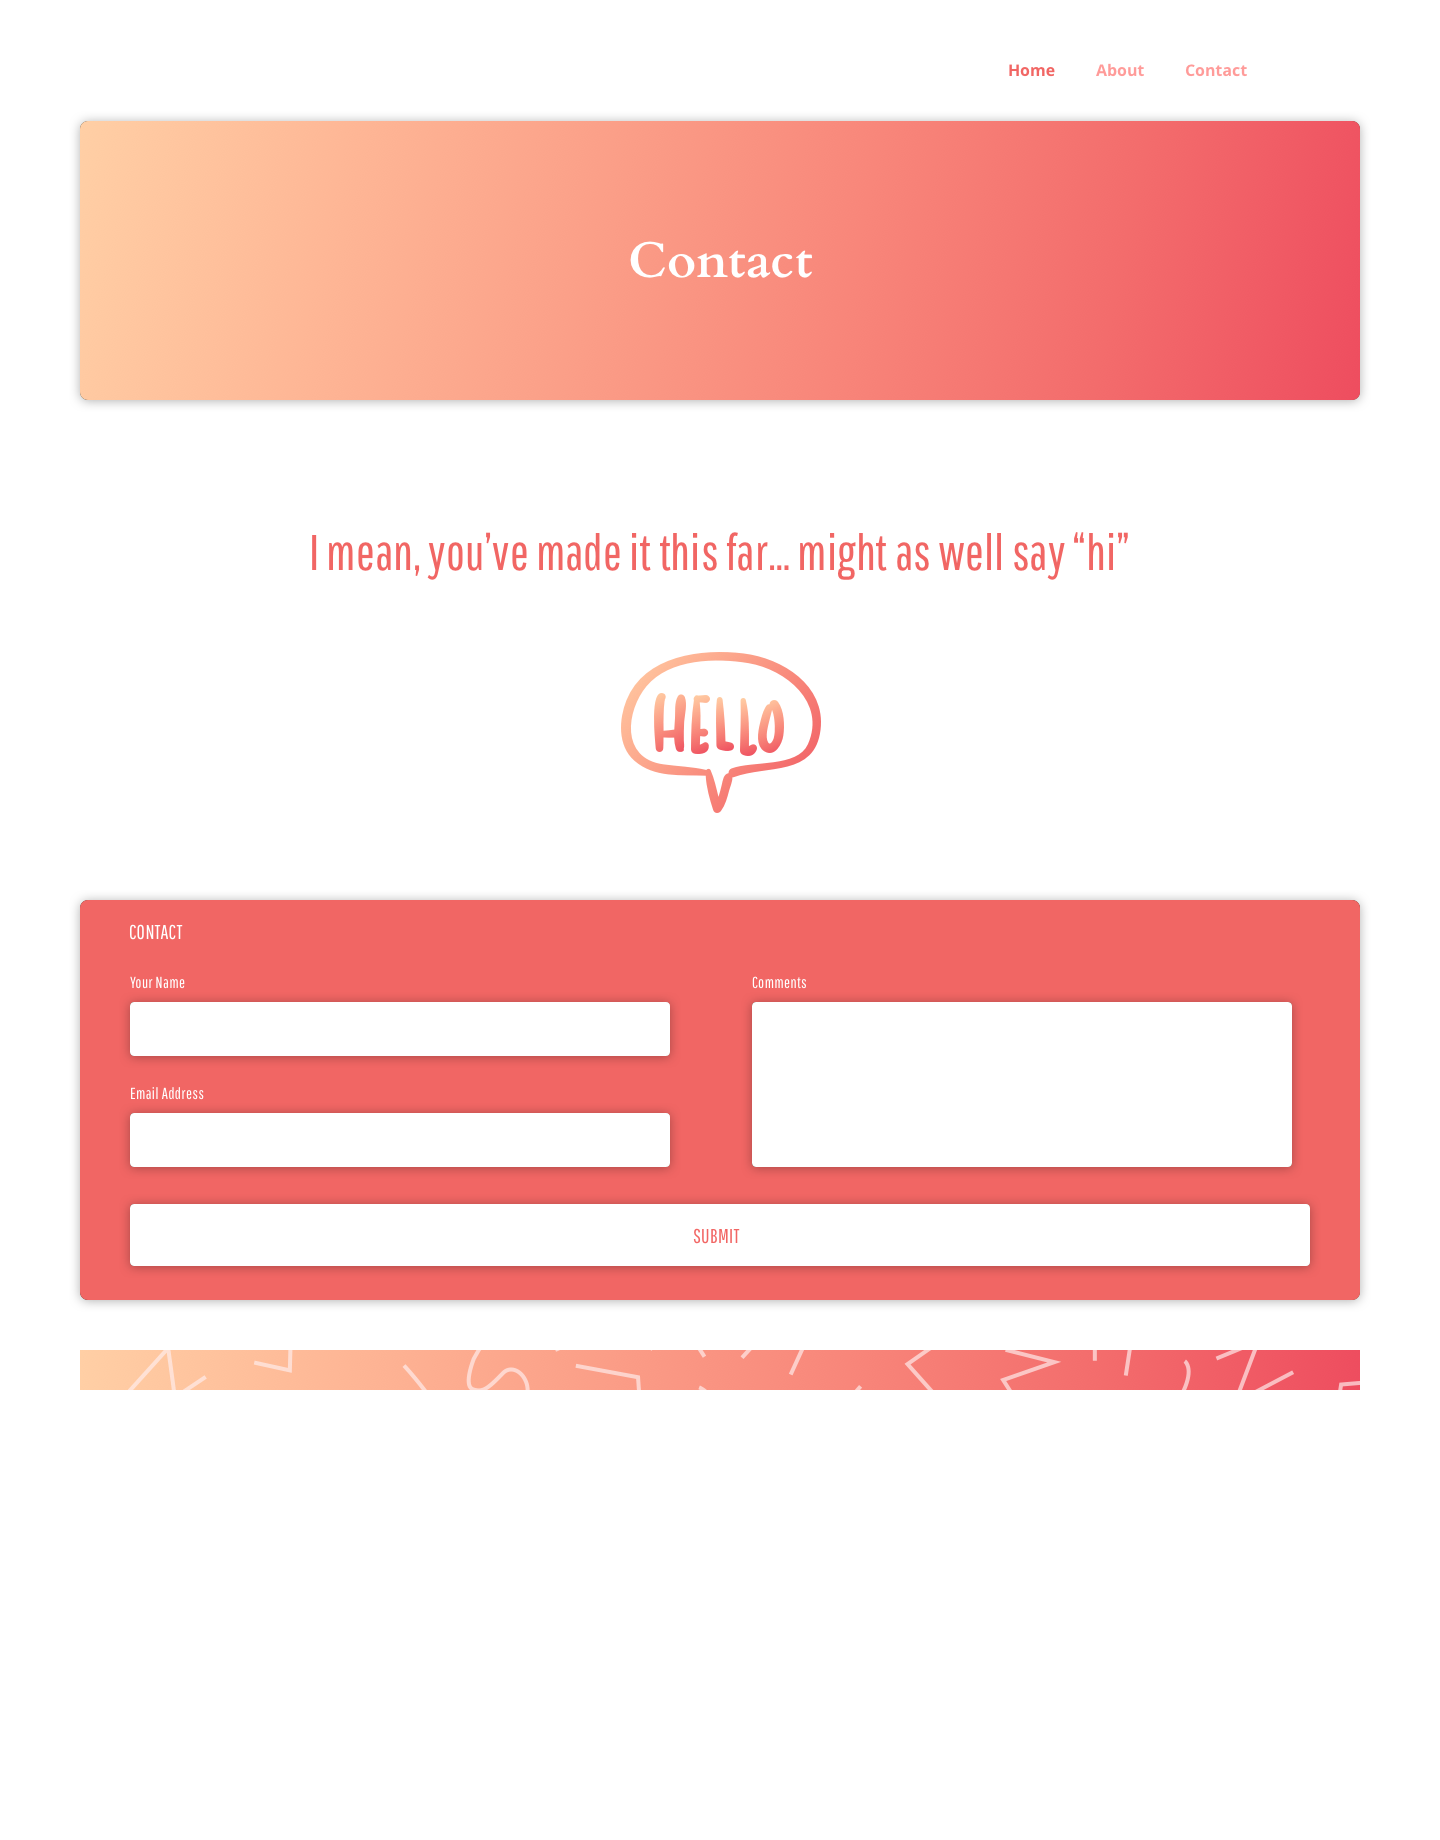 Home About Contact
Contact
I mean, you’ve made it this far... might as well say “hi”
HELLO
CONTACT
Your Name
Comments
Email Address
SUBMIT